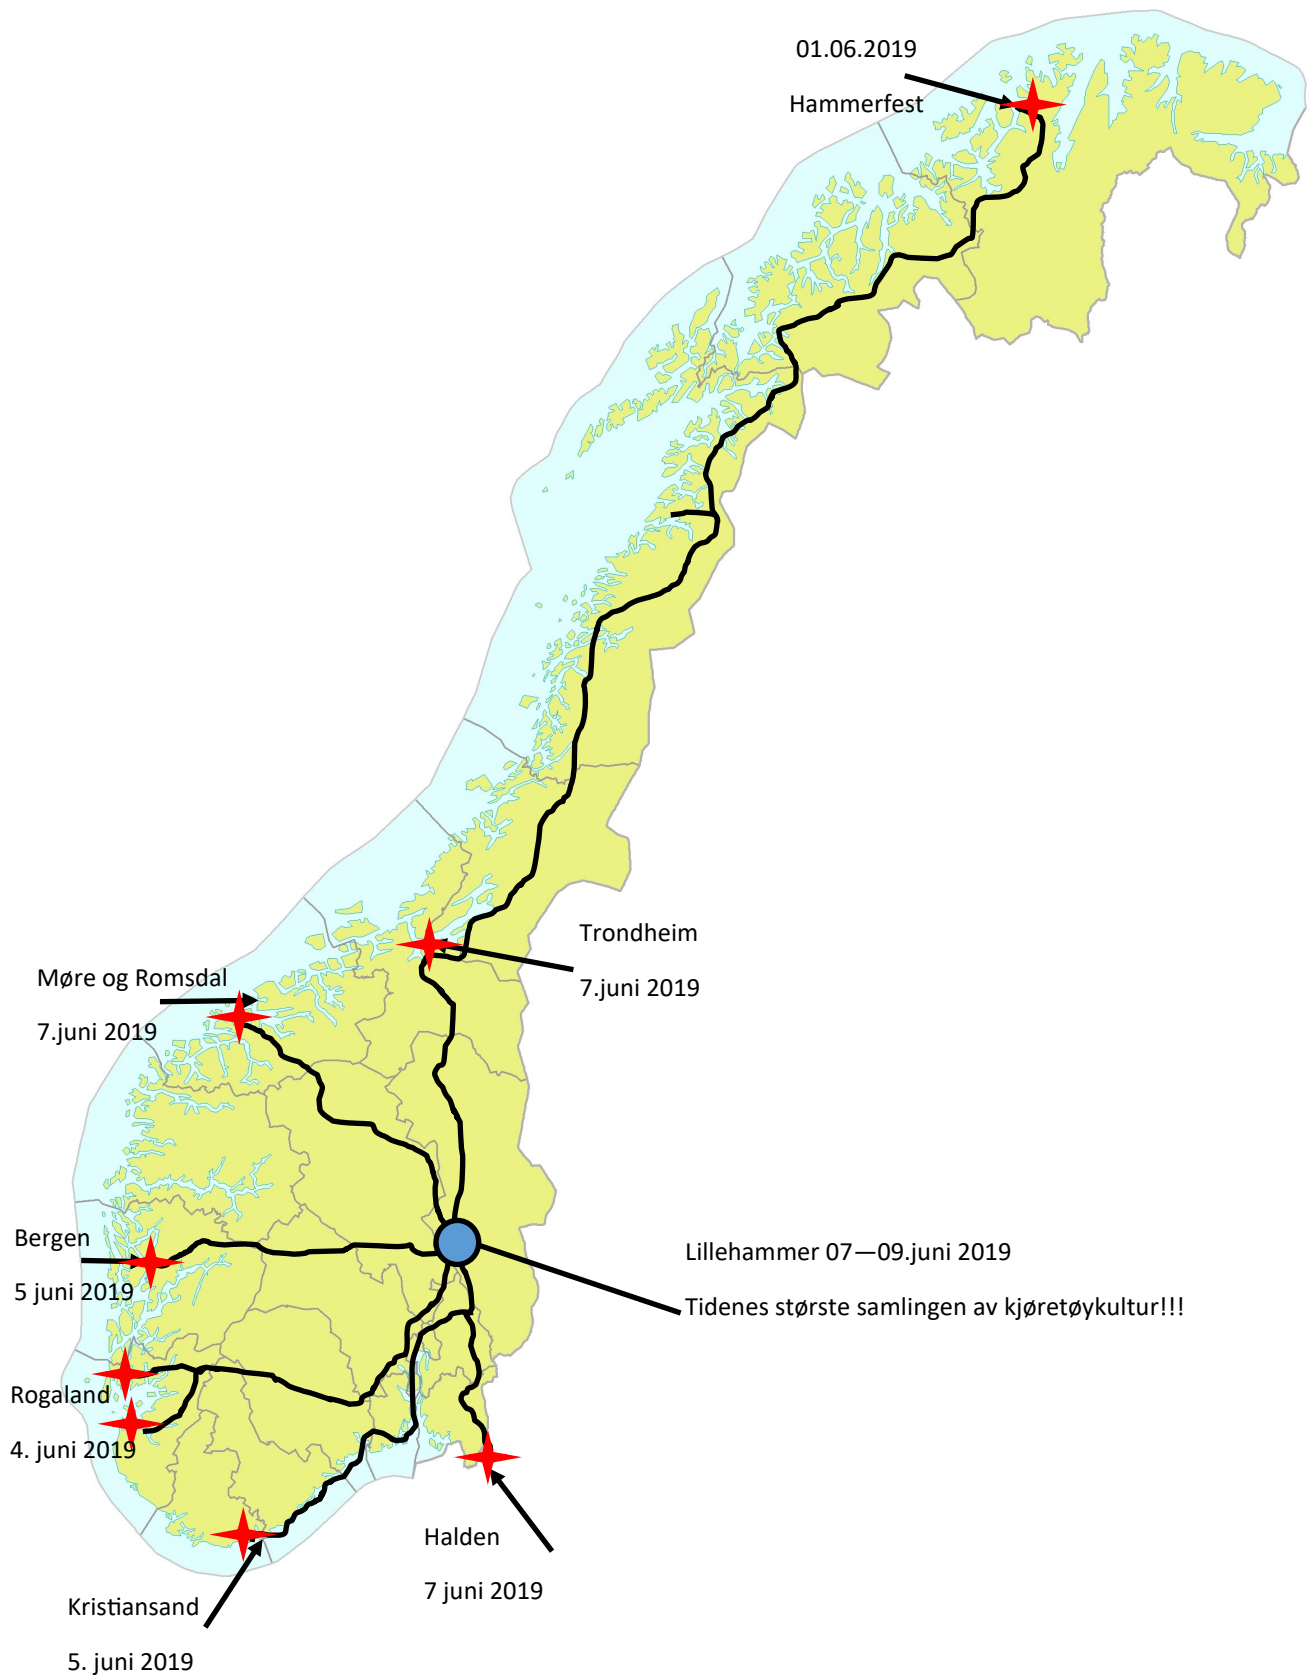 01.06.2019
Hammerfest
Trondheim
7.juni 2019
Møre og Romsdal
7.juni 2019
Bergen
5 juni 2019
Lillehammer 07—09.juni 2019
Tidenes største samlingen av kjøretøykultur!!!
Rogaland
4. juni 2019
Halden
7 juni 2019
Kristiansand
5. juni 2019